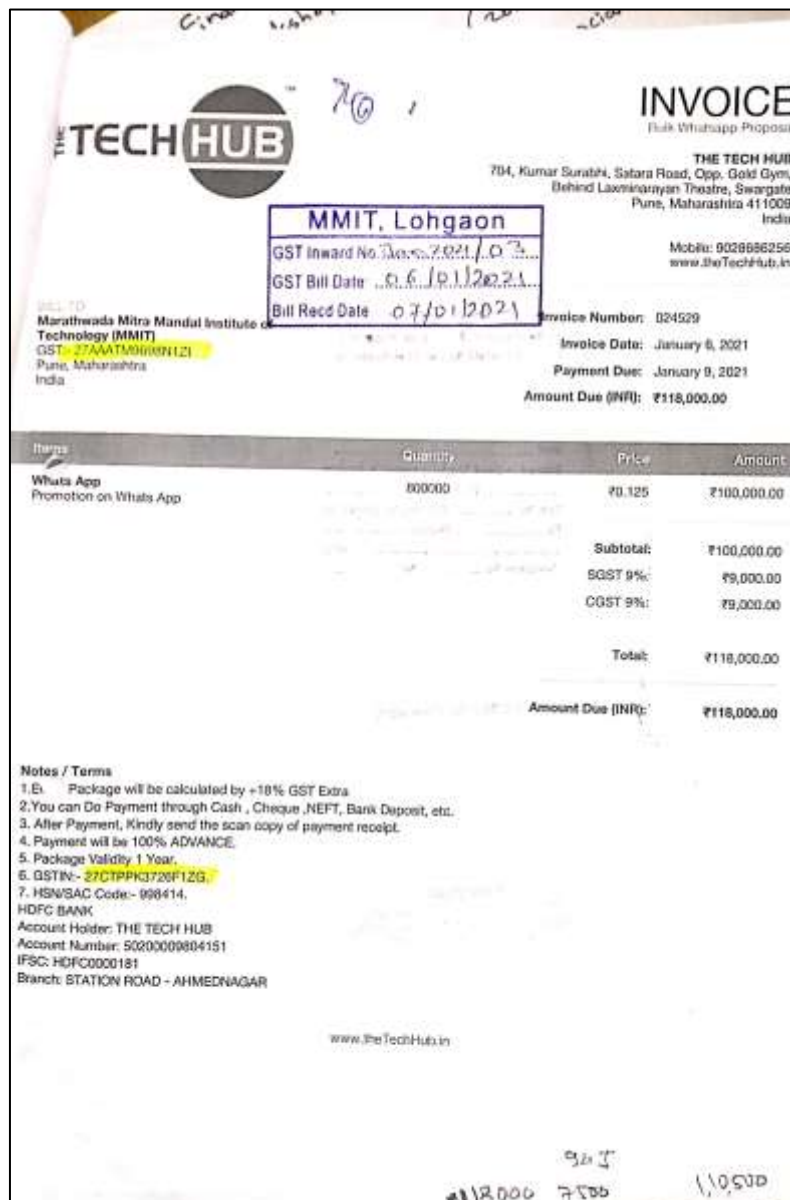 THE TECH HUB
INVOICE
Bulk Whatsapp Proposal
THE TECH HUB
704, Kumar Surabhi, Satara Road, Opp. Gold Gym,
Behind Laxminarayan Theatre, Swargate
Pune, Maharashtra 411009
India
Mobile: 9028686256
www.theTechHub.in
MMIT, Lohgaon
GST Inward No. 2021/03
GST Bill Date 06/01/2021
Bill Recd Date 07/01/2021
BILL TO
Marathwada Mitra Mandal Institute of
Technology (MMIT)
GST:- 27AAATM9698N1ZI
Pune, Maharashtra
India
Invoice Number: 024529
Invoice Date: January 6, 2021
Payment Due: January 9, 2021
Amount Due (INR): ₹118,000.00
Items Quantity Price Amount
Whats App
Promotion on Whats App 800000 ₹0.125 ₹100,000.00
Subtotal: ₹100,000.00
SGST 9%: ₹9,000.00
CGST 9%: ₹9,000.00
Total: ₹118,000.00
Amount Due (INR): ₹118,000.00
Notes / Terms
1. Package will be calculated by +18% GST Extra
2.You can Do Payment through Cash , Cheque ,NEFT, Bank Deposit, etc.
3. After Payment, Kindly send the scan copy of payment receipt.
4. Payment will be 100% ADVANCE.
5. Package Validity 1 Year.
6. GSTIN:- 27CTPPK3726F1ZG.
7. HSN/SAC Code:- 998414.
HDFC BANK
Account Holder: THE TECH HUB
Account Number: 50200009804151
IFSC: HDFC0000181
Branch: STATION ROAD - AHMEDNAGAR
www.theTechHub.in
94J
118000 7500 110500